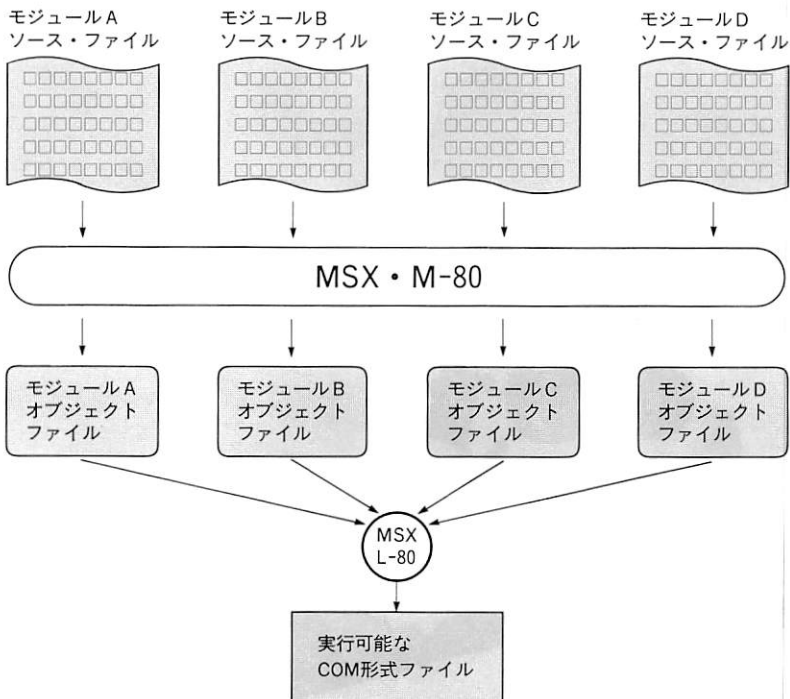 モジュールA
ソース・ファイル
モジュールB
ソース・ファイル
モジュールC
ソース・ファイル
モジュールD
ソース・ファイル
MSX・M-80
モジュールA
オブジェクト
ファイル
モジュールB
オブジェクト
ファイル
モジュールC
オブジェクト
ファイル
モジュールD
オブジェクト
ファイル
MSX
L-80
実行可能な
COM形式ファイル